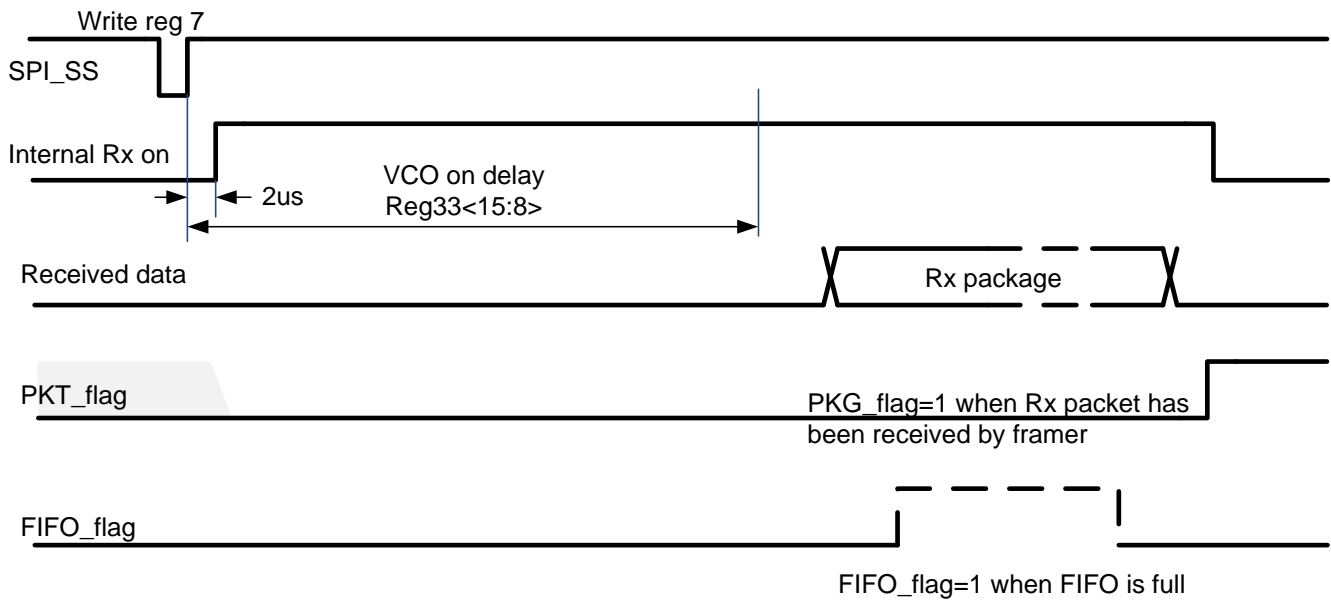 Write reg 7
SPI_SS
Internal Rx on
2us
VCO on delay
Reg33<15:8>
Received data
Rx package
PKT_flag
PKG_flag=1 when Rx packet has
been received by framer
FIFO_flag
FIFO_flag=1 when FIFO is full